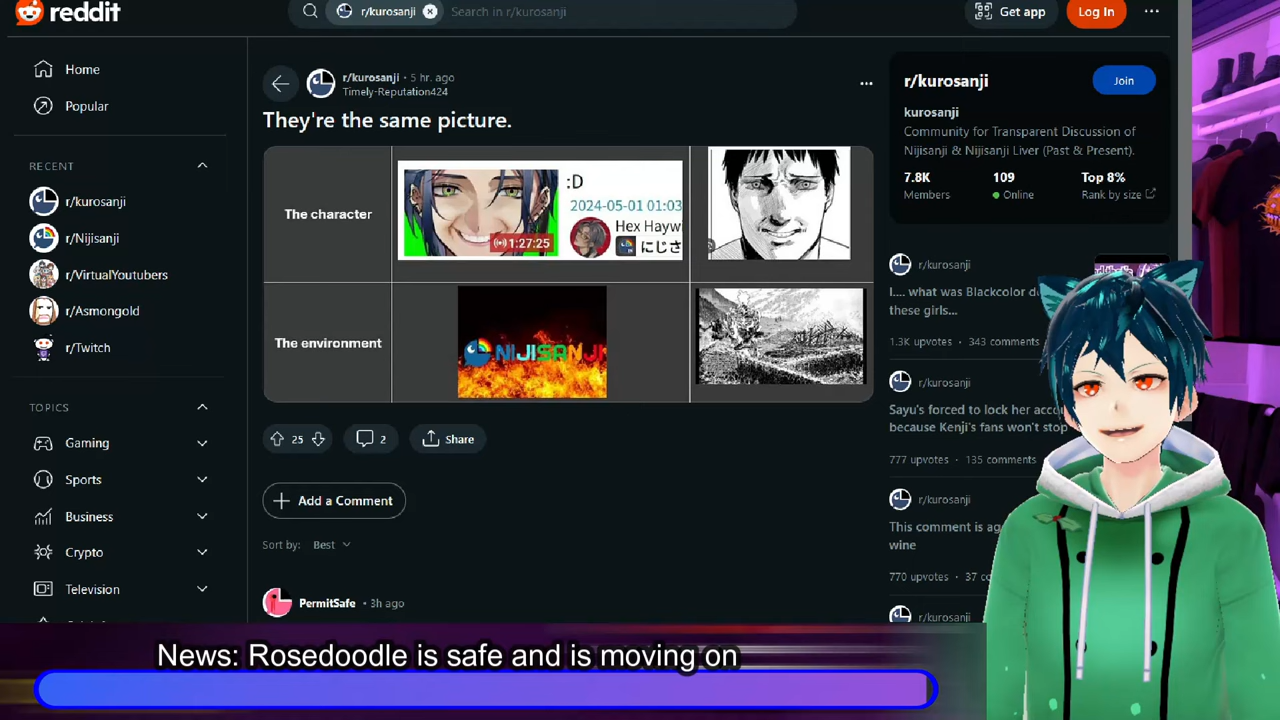 reddit
r/kurosanji
Search in r/kurosanji
Get app
Log In
Home
Popular
RECENT
r/kurosanji
r/Nijisanji
r/VirtualYoutubers
r/Asmongold
r/Twitch
TOPICS
Gaming
Sports
Business
Crypto
Television
r/kurosanji • 5 hr. ago
Timely-Reputation424
They're the same picture.
The character
1:27:25
:D
2024-05-01 01:03
Hex Hayw
にじさ
The environment
NIJISANJI
25
2
Share
Add a Comment
Sort by: Best
PermitSafe • 3h ago
r/kurosanji
Join
kurosanji
Community for Transparent Discussion of
Nijisanji & Nijisanji Liver (Past & Present).
7.8K
109
Top 8%
Members
Online
Rank by size
r/kurosanji
I.... what was Blackcolor
these girls...
1.3K upvotes • 343 comments
r/kurosanji
Sayu's forced to lock her
because Kenji's fans won't stop
777 upvotes • 135 comments
r/kurosanji
This comment is
wine
770 upvotes • 37
r/kurosanji
News: Rosedoodle is safe and is moving on